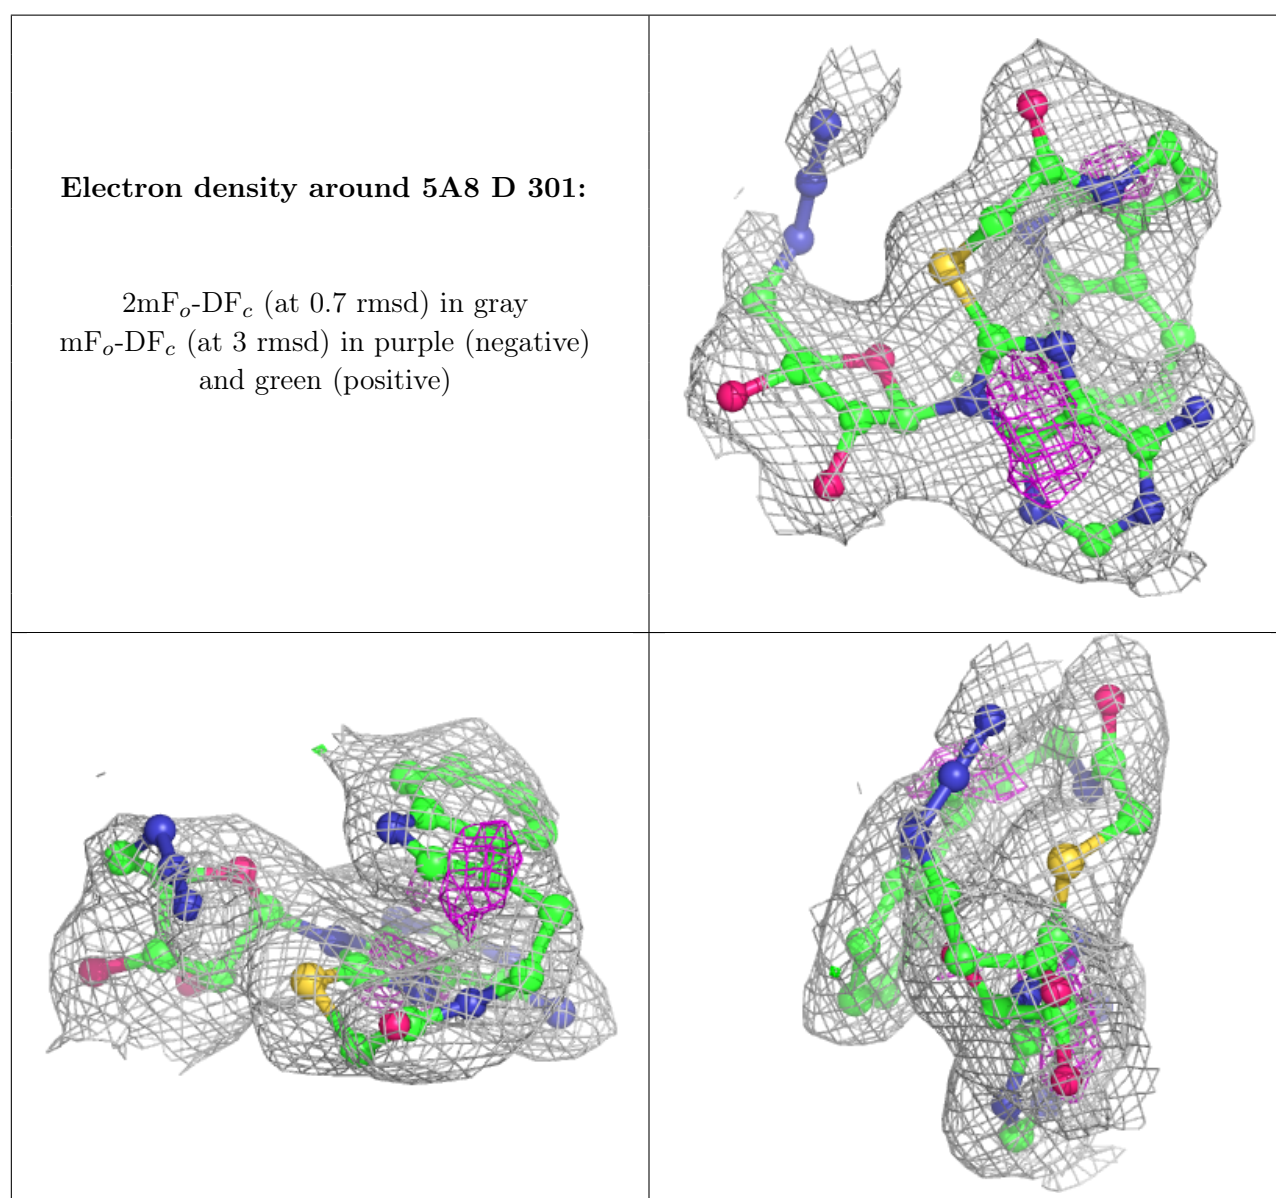 Electron density around 5A8 D 301:
2mFo-DFc (at 0.7 rmsd) in gray
mFo-DFc (at 3 rmsd) in purple (negative)
and green (positive)